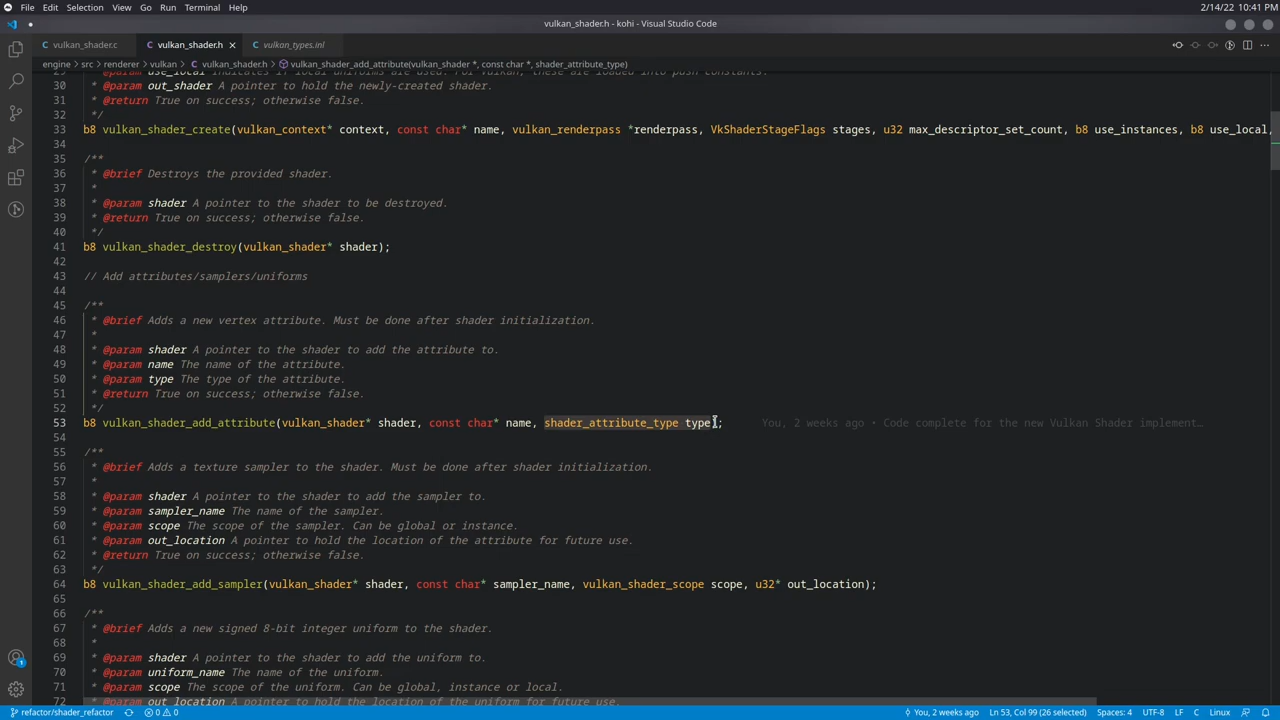 File Edit Selection View Go Run Terminal Help
2/14/22 10:41 PM
vulkan_shader.h - kohi - Visual Studio Code
vulkan_shader.c vulkan_shader.h vulkan_types.inl
engine > src > renderer > vulkan > vulkan_shader.h > vulkan_shader_add_attribute(vulkan_shader *, const char *, shader_attribute_type)
29 * @param use_local Indicates if local uniforms are used. For Vulkan, these are loaded into push constants.
30 * @param out_shader A pointer to hold the newly-created shader.
31 * @return True on success; otherwise false.
32 */
33 b8 vulkan_shader_create(vulkan_context* context, const char* name, vulkan_renderpass *renderpass, VkShaderStageFlags stages, u32 max_descriptor_set_count, b8 use_instances, b8 use_local,
34
35 /**
36 * @brief Destroys the provided shader.
37 *
38 * @param shader A pointer to the shader to be destroyed.
39 * @return True on success; otherwise false.
40 */
41 b8 vulkan_shader_destroy(vulkan_shader* shader);
42
43 // Add attributes/samplers/uniforms
44
45 /**
46 * @brief Adds a new vertex attribute. Must be done after shader initialization.
47 *
48 * @param shader A pointer to the shader to add the attribute to.
49 * @param name The name of the attribute.
50 * @param type The type of the attribute.
51 * @return True on success; otherwise false.
52 */
53 b8 vulkan_shader_add_attribute(vulkan_shader* shader, const char* name, shader_attribute_type type); You, 2 weeks ago • Code complete for the new Vulkan Shader implement…
54
55 /**
56 * @brief Adds a texture sampler to the shader. Must be done after shader initialization.
57 *
58 * @param shader A pointer to the shader to add the sampler to.
59 * @param sampler_name The name of the sampler.
60 * @param scope The scope of the sampler. Can be global or instance.
61 * @param out_location A pointer to hold the location of the attribute for future use.
62 * @return True on success; otherwise false.
63 */
64 b8 vulkan_shader_add_sampler(vulkan_shader* shader, const char* sampler_name, vulkan_shader_scope scope, u32* out_location);
65
66 /**
67 * @brief Adds a new signed 8-bit integer uniform to the shader.
68 *
69 * @param shader A pointer to the shader to add the uniform to.
70 * @param uniform_name The name of the uniform.
71 * @param scope The scope of the uniform. Can be global, instance or local.
72 * @param out_location A pointer to hold the location of the uniform for future use.
1
refactor/shader_refactor 0 0 You, 2 weeks ago Ln 53, Col 99 (26 selected) Spaces: 4 UTF-8 LF C Linux